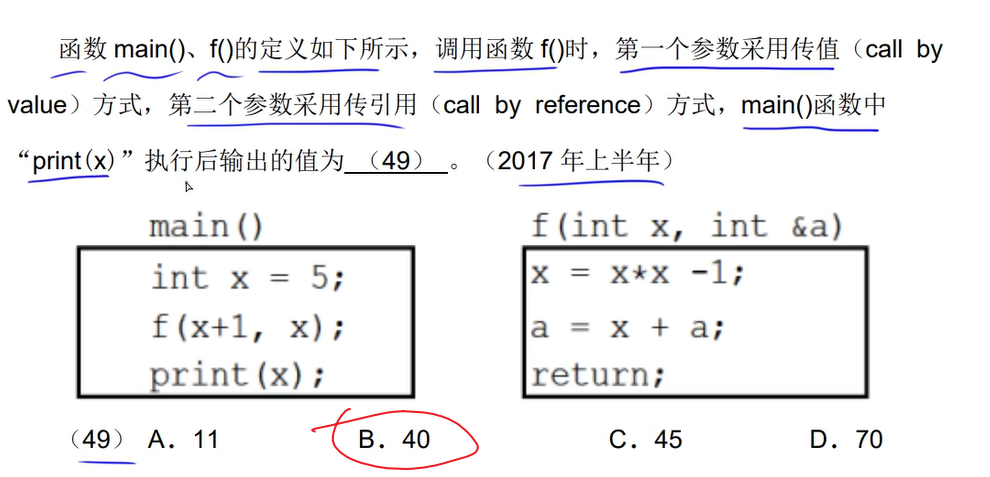 函数 main()、f()的定义如下所示，调用函数 f()时，第一个参数采用传值（call by
value）方式，第二个参数采用传引用（call by reference）方式，main()函数中
“print(x)”执行后输出的值为 （49） 。（2017 年上半年）
main() f(int x, int &a)
int x = 5; x = x*x -1;
f(x+1, x); a = x + a;
print(x); return;
（49） A．11 B．40 C．45 D．70